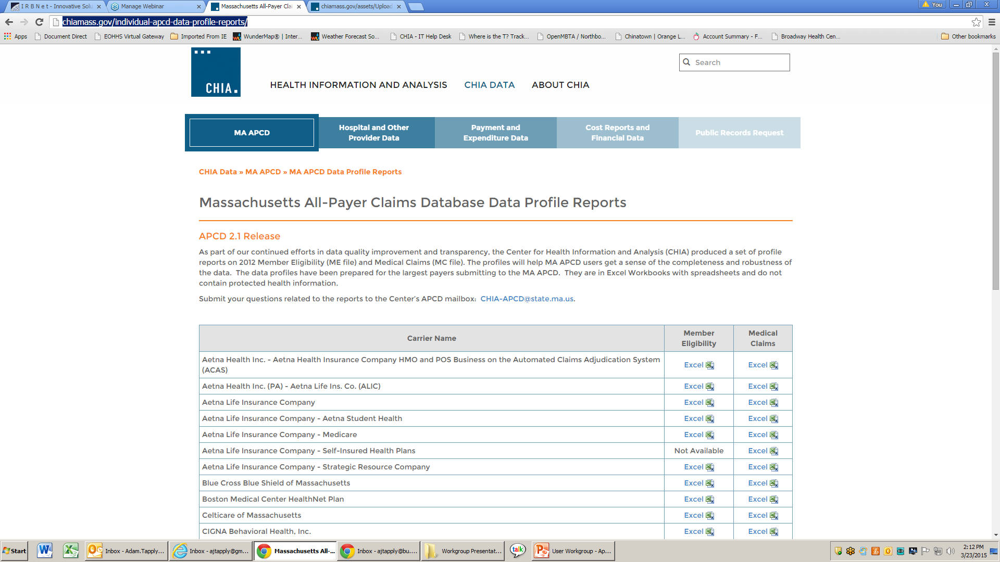 I R B N e t - Innovative Solu
Manage Webinar
Massachusetts All-Payer Clai
chiamass.gov/assets/Upload
You
chiamass.gov/individual-apcd-data-profile-reports/
Apps
Document Direct
EOHHS Virtual Gateway
Imported From IE
WunderMap® | Inter...
Weather Forecast So...
CHIA - IT Help Desk
Where is the T? Track...
OpenMBTA / Northbo...
Chinatown | Orange L...
Account Summary - F...
Broadway Health Cen...
Other bookmarks
CHIA.
Search
HEALTH INFORMATION AND ANALYSIS CHIA DATA ABOUT CHIA
MA APCD
Hospital and Other
Provider Data
Payment and
Expenditure Data
Cost Reports and
Financial Data
Public Records Request
CHIA Data » MA APCD » MA APCD Data Profile Reports
Massachusetts All-Payer Claims Database Data Profile Reports
APCD 2.1 Release
As part of our continued efforts in data quality improvement and transparency, the Center for Health Information and Analysis (CHIA) produced a set of profile
reports on 2012 Member Eligibility (ME file) and Medical Claims (MC file). The profiles will help MA APCD users get a sense of the completeness and robustness of
the data. The data profiles have been prepared for the largest payers submitting to the MA APCD. They are in Excel Workbooks with spreadsheets and do not
contain protected health information.
Submit your questions related to the reports to the Center's APCD mailbox: CHIA-APCD@state.ma.us.
Carrier Name
Member
Eligibility
Medical
Claims
Aetna Health Inc. - Aetna Health Insurance Company HMO and POS Business on the Automated Claims Adjudication System
(ACAS)
Excel Excel
Aetna Health Inc. (PA) - Aetna Life Ins. Co. (ALIC) Excel Excel
Aetna Life Insurance Company Excel Excel
Aetna Life Insurance Company - Aetna Student Health Excel Excel
Aetna Life Insurance Company - Medicare Excel Excel
Aetna Life Insurance Company - Self-Insured Health Plans Not Available Excel
Aetna Life Insurance Company - Strategic Resource Company Excel Excel
Blue Cross Blue Shield of Massachusetts Excel Excel
Boston Medical Center HealthNet Plan Excel Excel
Celticare of Massachusetts Excel Excel
CIGNA Behavioral Health, Inc. Excel Excel
Start
Inbox - Adam.Tapply...
Inbox - ajtapply@gm...
Massachusetts All-...
Inbox - ajtapply@bu....
Workgroup Presentat...
talk
User Workgroup - Ap...
2:12 PM
3/23/2015